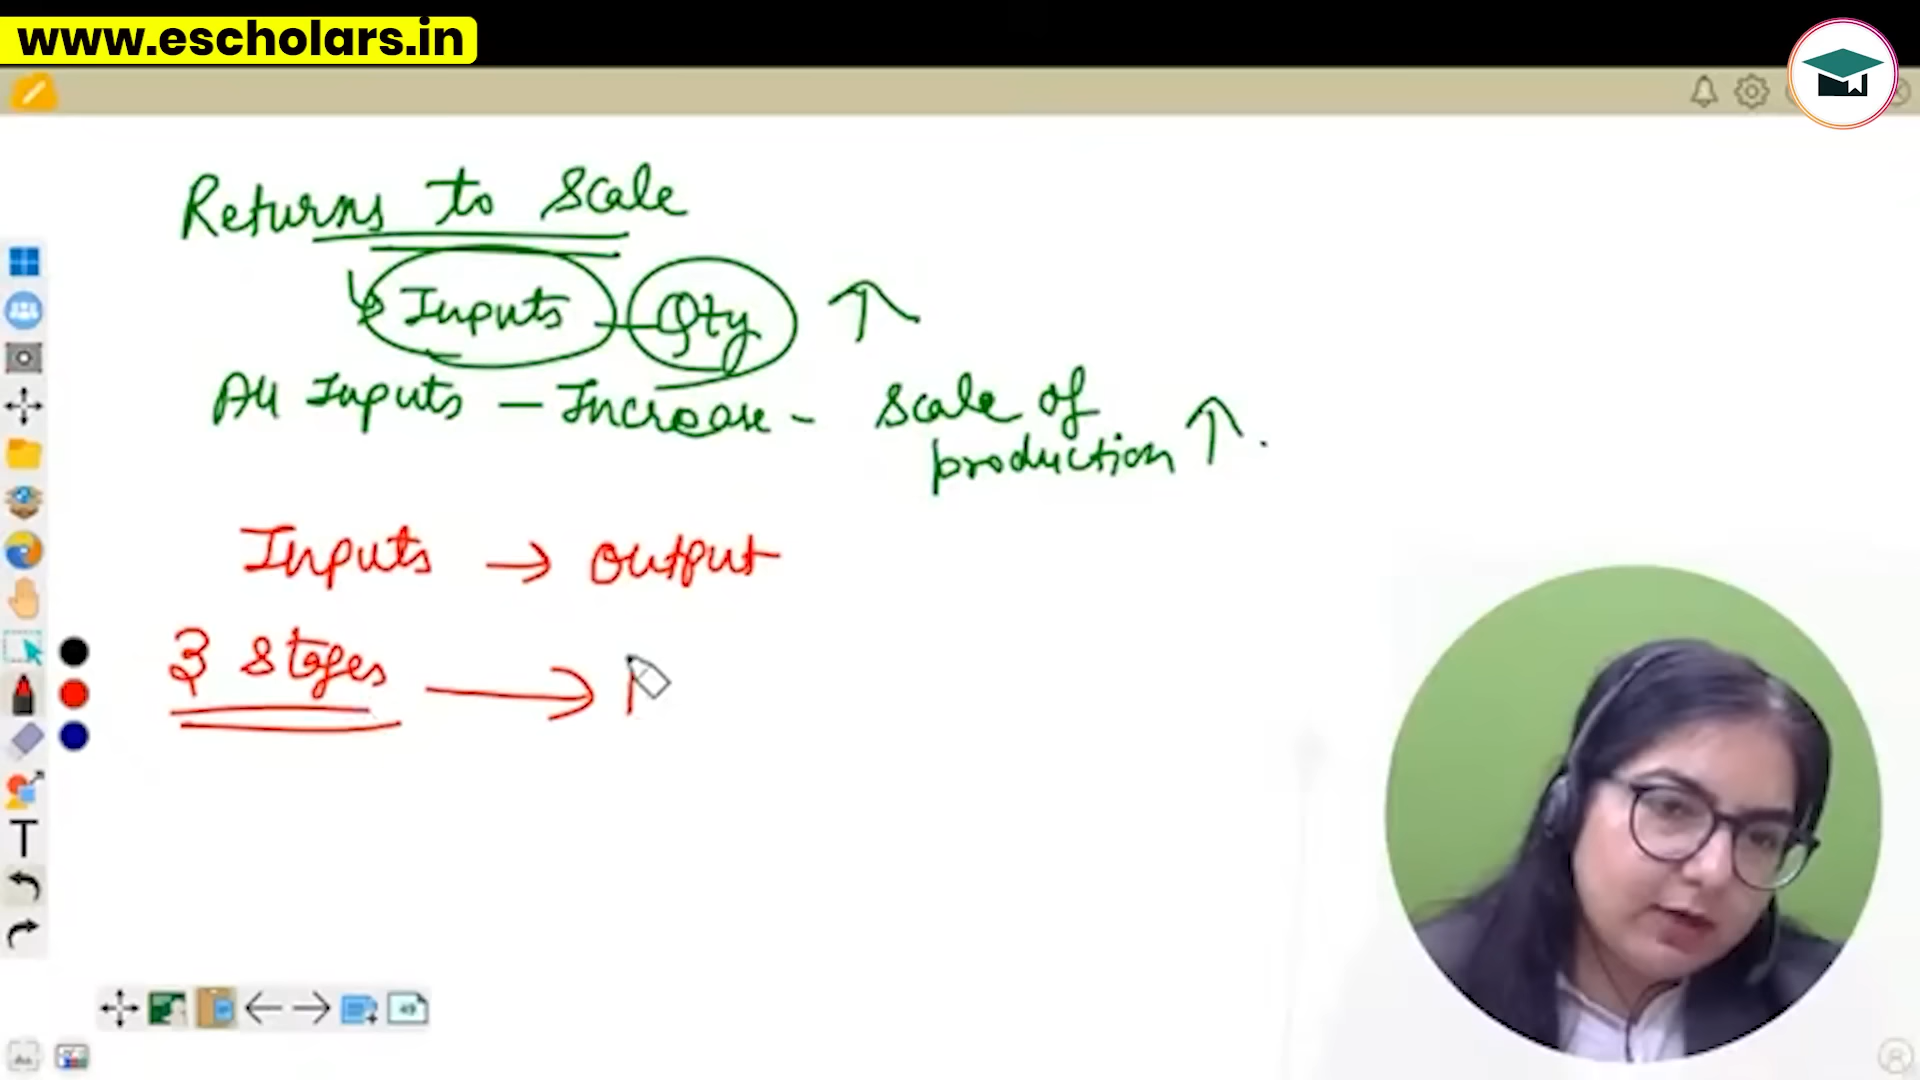 www.escholars.in
Returns to Scale
Inputs — Qty ↑
All Inputs — Increase - Scale of
production ↑.
Inputs → output
3 stages →
T